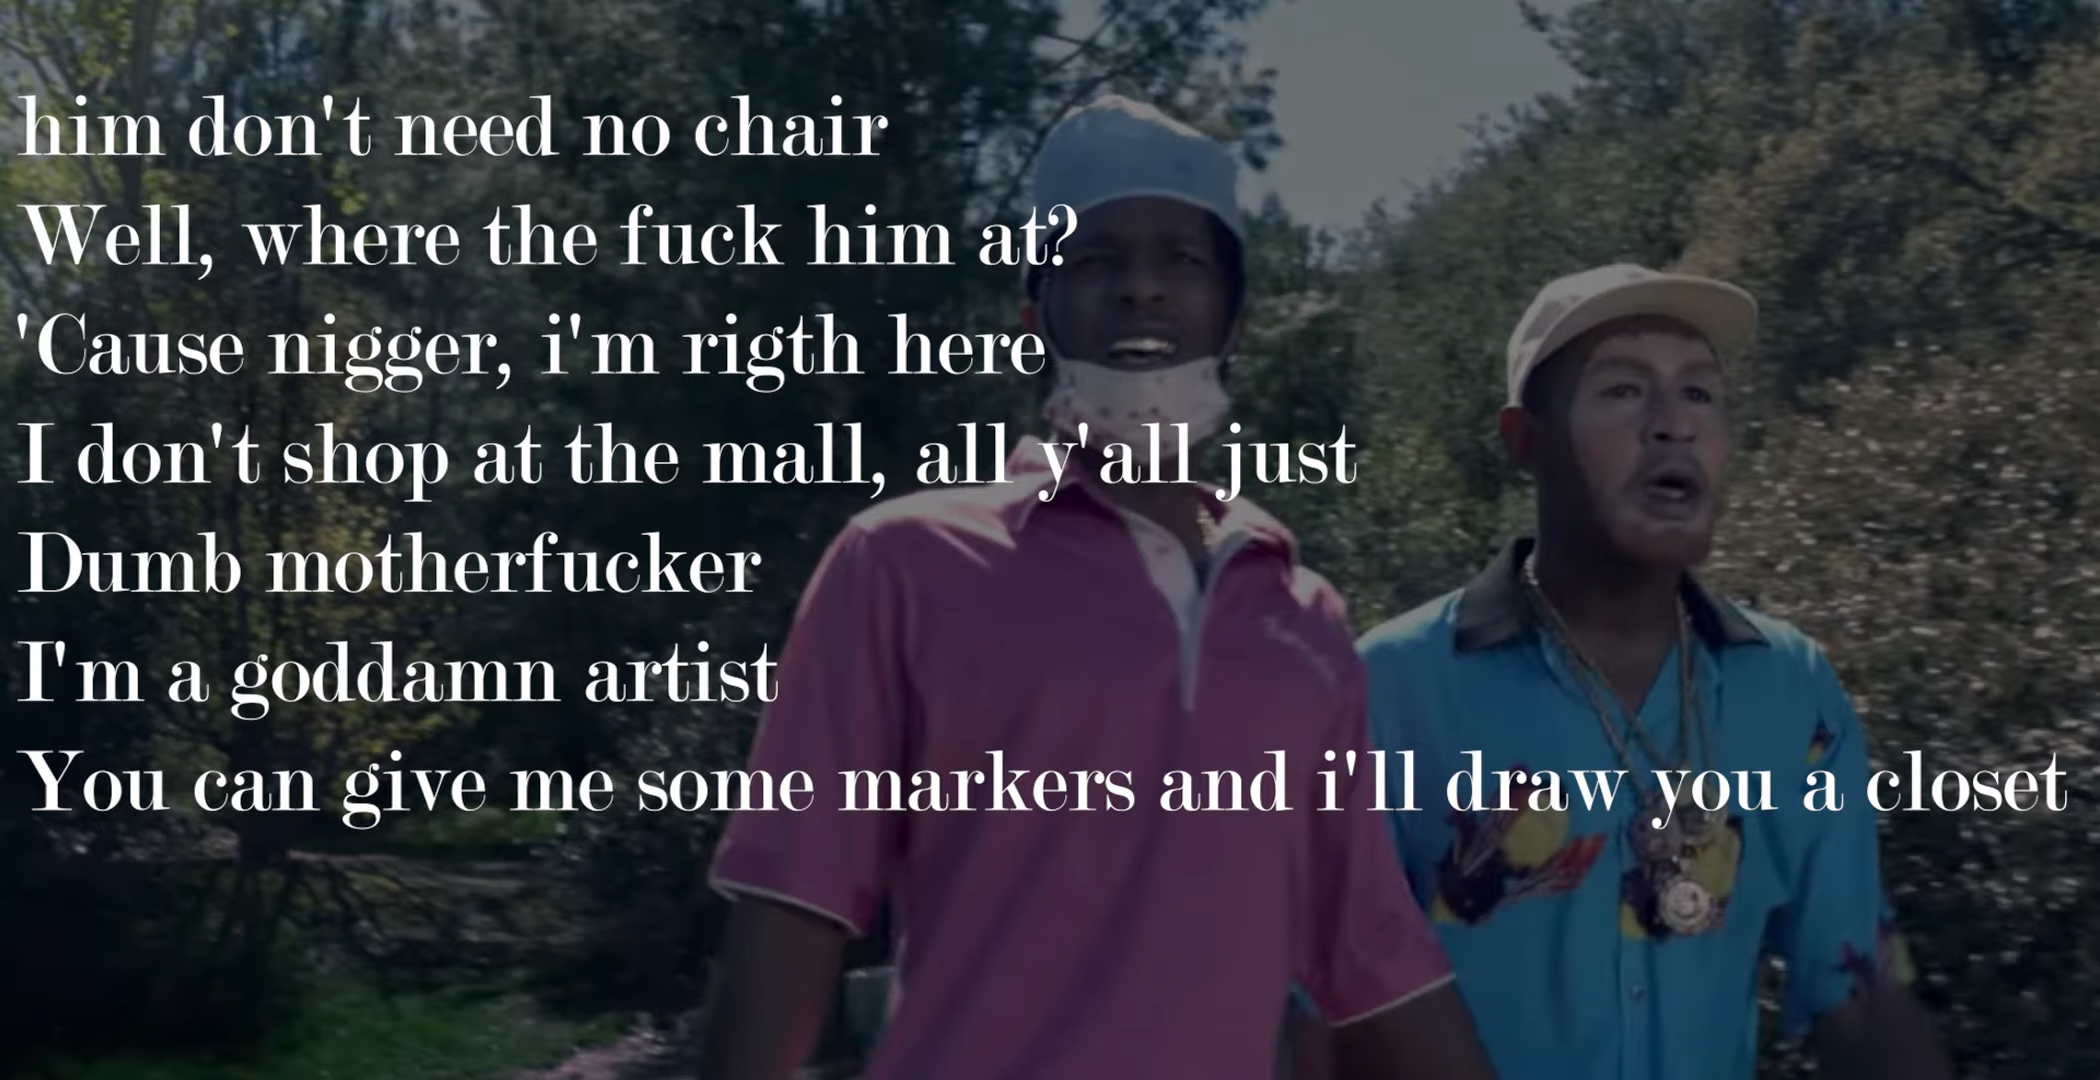 him don't need no chair
Well, where the fuck him at?
'Cause nigger, i'm rigth here
I don't shop at the mall, all y'all just
Dumb motherfucker
I'm a goddamn artist
You can give me some markers and i'll draw you a closet